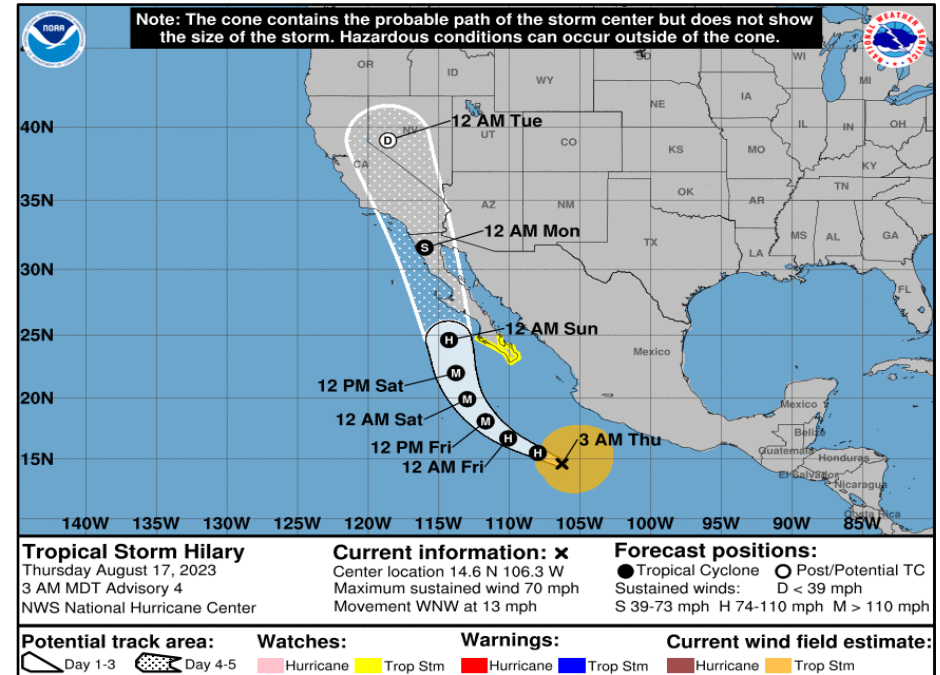 Note: The cone contains the probable path of the storm center but does not show
the size of the storm. Hazardous conditions can occur outside of the cone.
NOAA
NATIONAL WEATHER SERVICE
OR
ID
WY
SD
WI
MI
NE
IA
40N
12 AM Tue
D
NV
UT
CO
IL
IN
OH
KS
MO
CA
KY
35N
AZ
NM
OK
AR
TN
12 AM Mon
S
TX
MS
AL
GA
LA
30N
FL
25N
12 AM Sun
H
Mexico
12 PM Sat
M
20N
12 AM Sat
M
Mexico
12 PM Fri
M
3 AM Thu
Belize
12 AM Fri
H
H
Guatemala
Honduras
15N
El Salvador
Nicaragua
Costa Rica
140W 135W 130W 125W 120W 115W 110W 105W 100W 95W 90W 85W
Tropical Storm Hilary
Thursday August 17, 2023
3 AM MDT Advisory 4
NWS National Hurricane Center
Current information: ×
Center location 14.6 N 106.3 W
Maximum sustained wind 70 mph
Movement WNW at 13 mph
Forecast positions:
● Tropical Cyclone ○ Post/Potential TC
Sustained winds: D < 39 mph
S 39-73 mph H 74-110 mph M > 110 mph
Potential track area:
Day 1-3 Day 4-5
Watches:
Hurricane Trop Stm
Warnings:
Hurricane Trop Stm
Current wind field estimate:
Hurricane Trop Stm